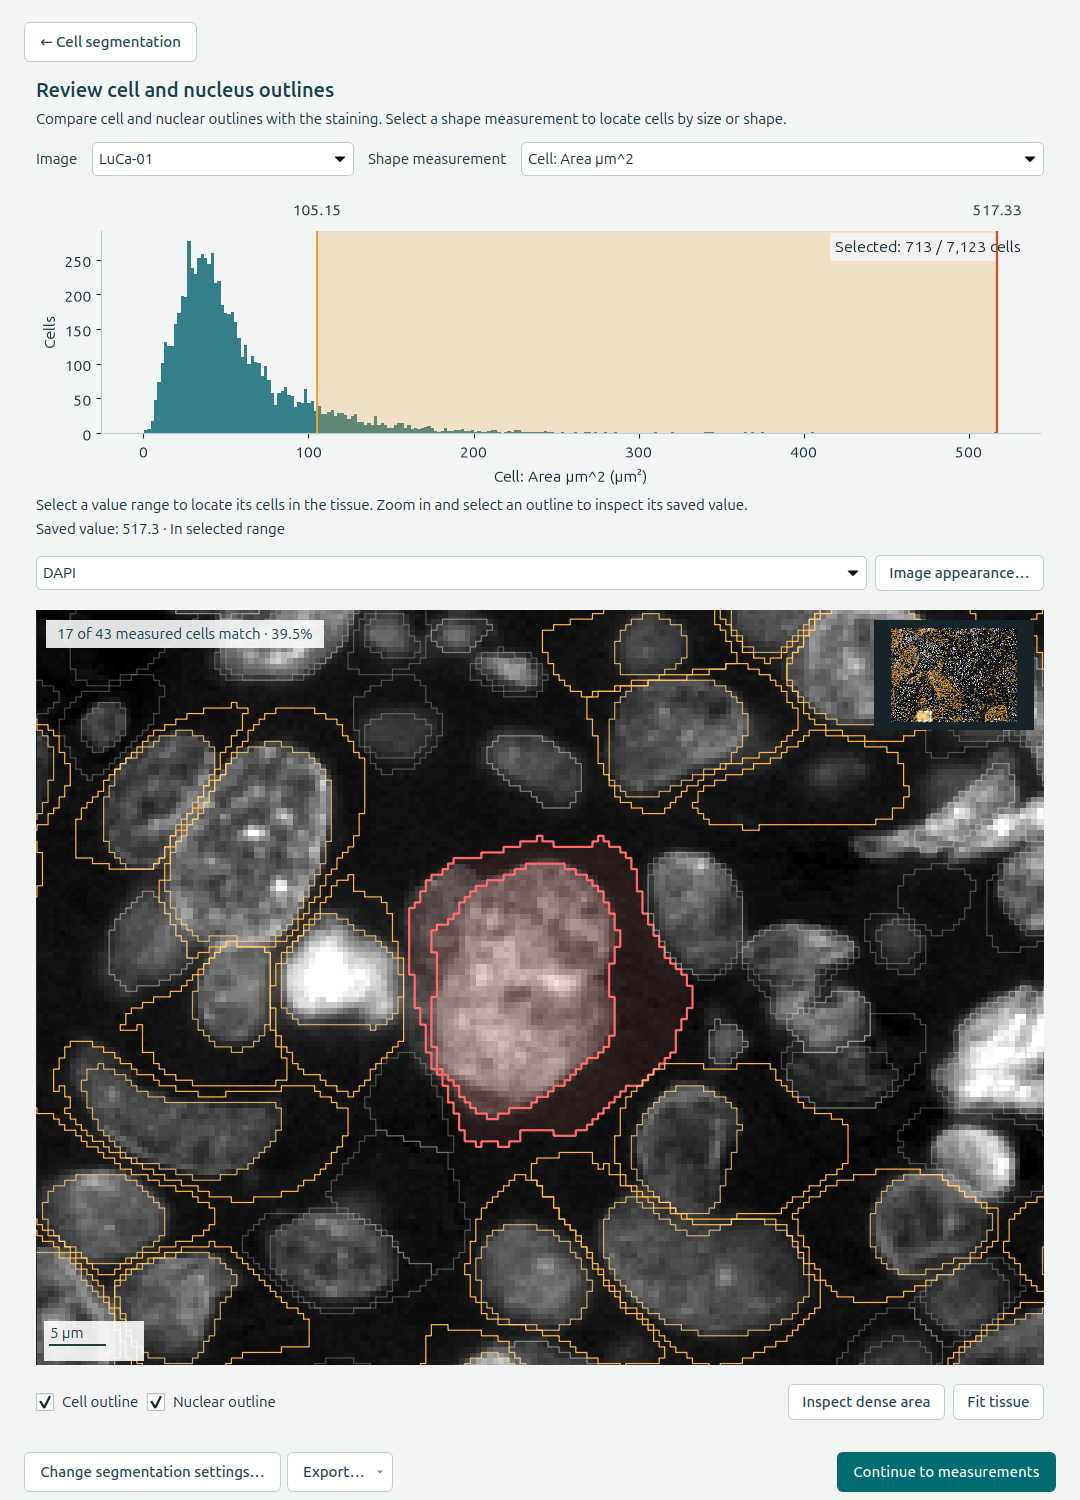 ← Cell segmentation
Review cell and nucleus outlines
Compare cell and nuclear outlines with the staining. Select a shape measurement to locate cells by size or shape.
Image LuCa-01 Shape measurement Cell: Area µm^2
105.15 517.33
Selected: 713 / 7,123 cells
250
200
150
100
50
0
Cells
0 100 200 300 400 500
Cell: Area µm^2 (µm²)
Select a value range to locate its cells in the tissue. Zoom in and select an outline to inspect its saved value.
Saved value: 517.3 · In selected range
DAPI Image appearance...
17 of 43 measured cells match · 39.5%
5 µm
Cell outline Nuclear outline Inspect dense area Fit tissue
Change segmentation settings... Export... Continue to measurements